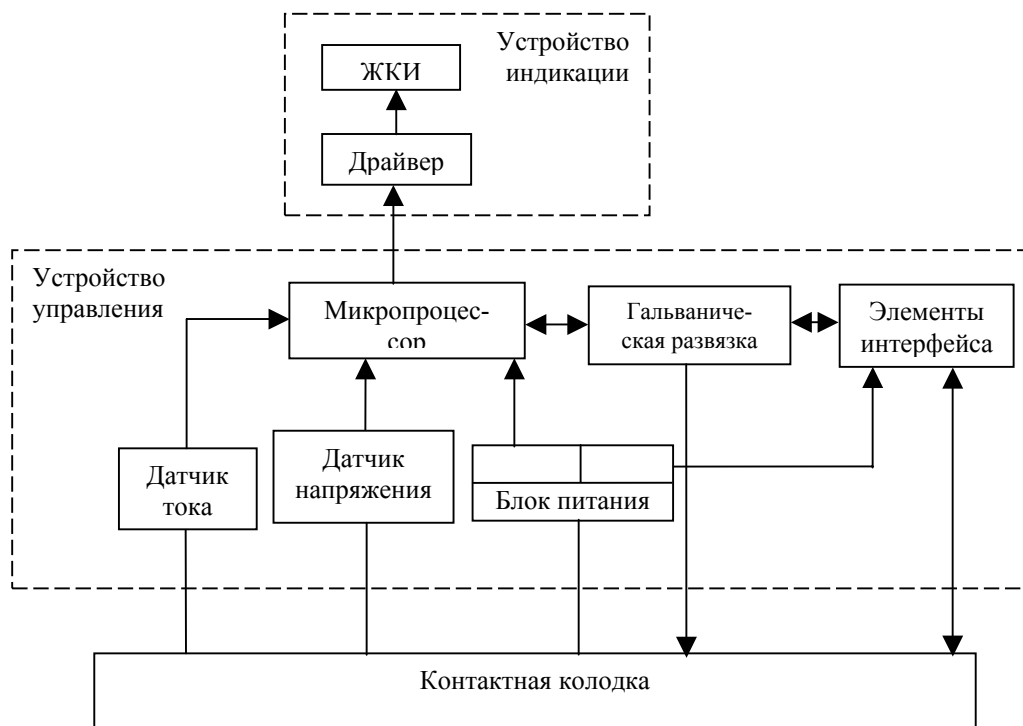 Устройство
индикации
ЖКИ
Драйвер
Устройство
управления
Микропроцес-
сор
Гальваниче-
ская развязка
Элементы
интерфейса
Датчик
тока
Датчик
напряжения
Блок питания
Контактная колодка